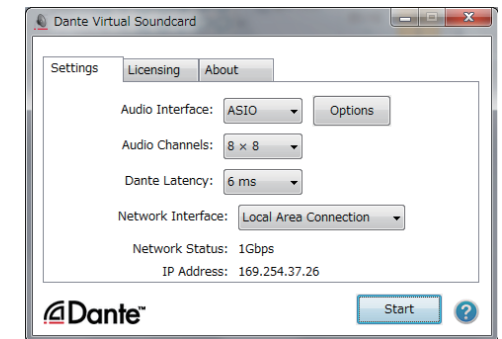 Dante Virtual Soundcard
Settings Licensing About
Audio Interface: ASIO Options
Audio Channels: 8 × 8
Dante Latency: 6 ms
Network Interface: Local Area Connection
Network Status: 1Gbps
IP Address: 169.254.37.26
Dante™ Start ?